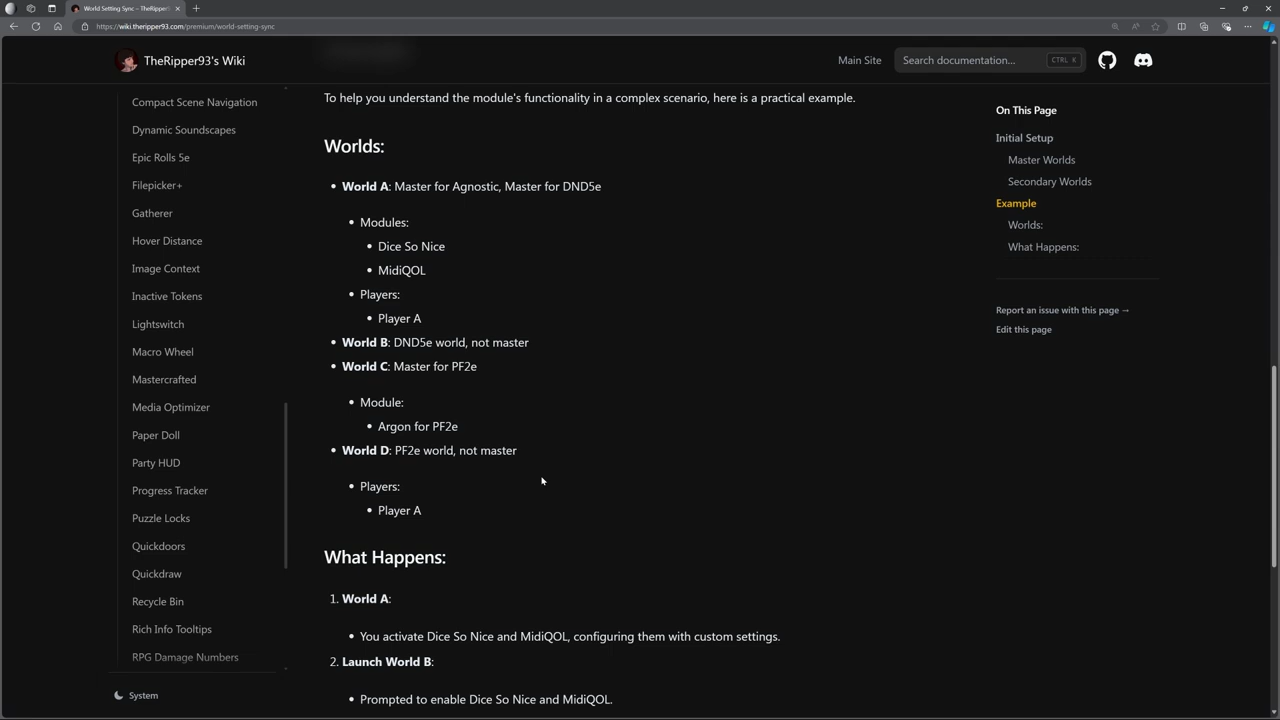 World Setting Sync – TheRipper9
https://wiki.theripper93.com/premium/world-setting-sync
TheRipper93's Wiki
Main Site
Search documentation...
CTRL K
Compact Scene Navigation
Dynamic Soundscapes
Epic Rolls 5e
Filepicker+
Gatherer
Hover Distance
Image Context
Inactive Tokens
Lightswitch
Macro Wheel
Mastercrafted
Media Optimizer
Paper Doll
Party HUD
Progress Tracker
Puzzle Locks
Quickdoors
Quickdraw
Recycle Bin
Rich Info Tooltips
RPG Damage Numbers
System
To help you understand the module's functionality in a complex scenario, here is a practical example.
Worlds:
World A: Master for Agnostic, Master for DND5e
Modules:
Dice So Nice
MidiQOL
Players:
Player A
World B: DND5e world, not master
World C: Master for PF2e
Module:
Argon for PF2e
World D: PF2e world, not master
Players:
Player A
What Happens:
1. World A:
You activate Dice So Nice and MidiQOL, configuring them with custom settings.
2. Launch World B:
Prompted to enable Dice So Nice and MidiQOL.
On This Page
Initial Setup
Master Worlds
Secondary Worlds
Example
Worlds:
What Happens:
Report an issue with this page →
Edit this page